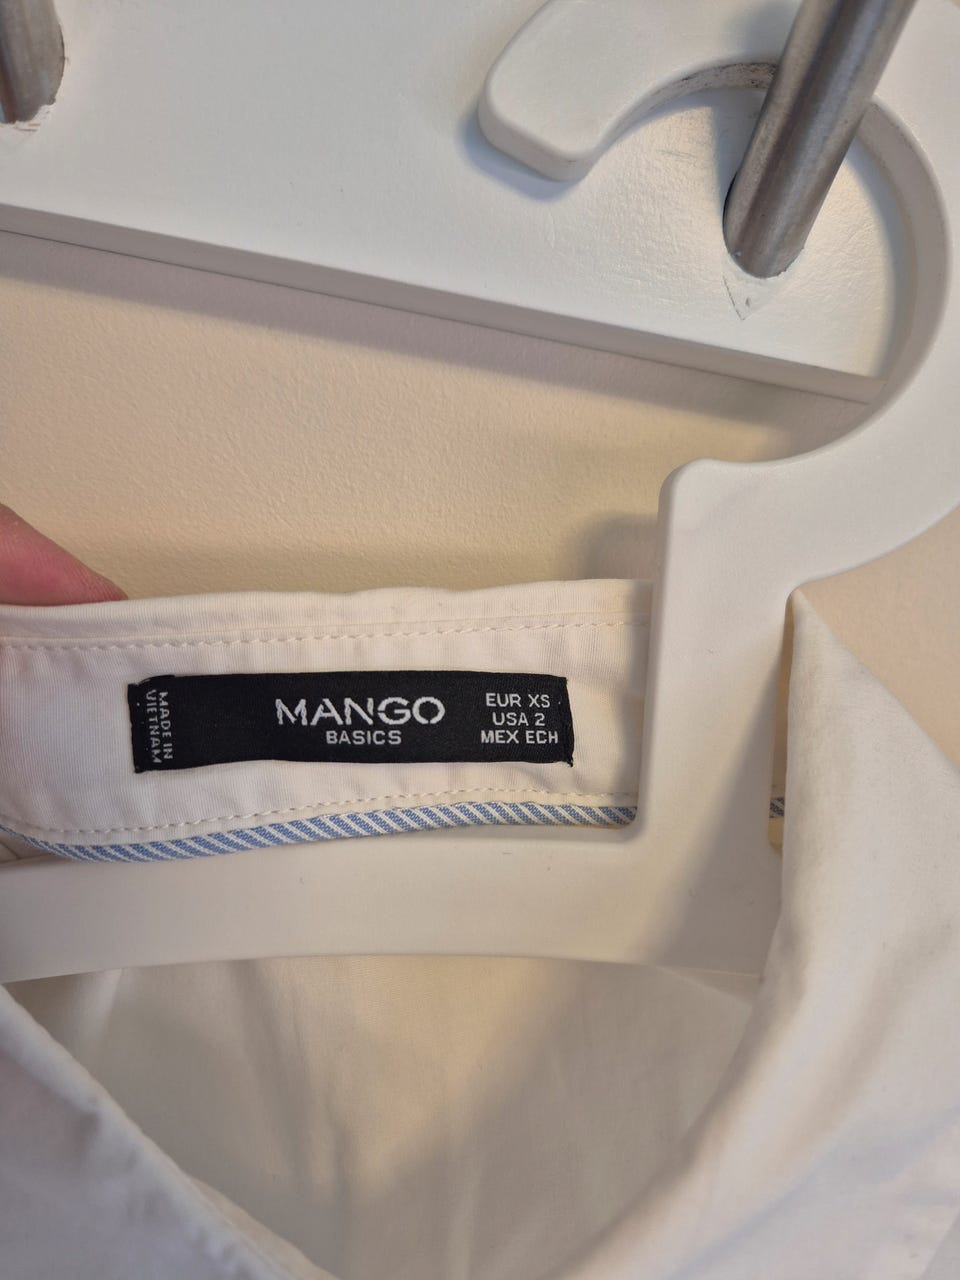 MADE IN
VIETNAM
MANGO
BASICS
EUR XS
USA 2
MEX ECH